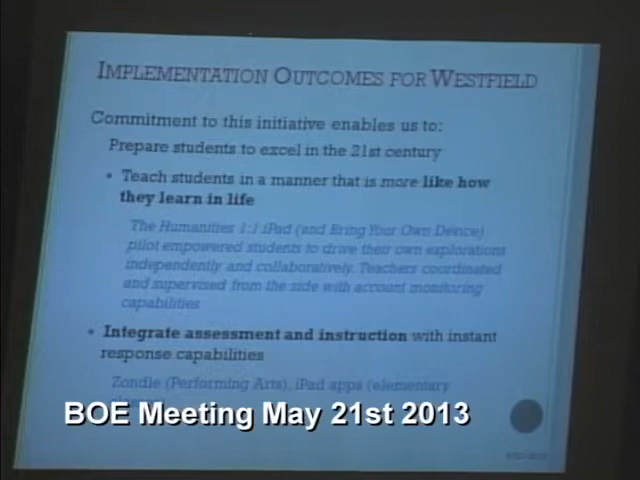 IMPLEMENTATION OUTCOMES FOR WESTFIELD
Commitment to this initiative enables us to:
Prepare students to excel in the 21st century
• Teach students in a manner that is more like how
they learn in life
The Humanities 1:1 iPad (and Bring Your Own Device)
pilot empowered students to drive their own explorations
independently and collaboratively. Teachers coordinated
and supervised from the side with account monitoring
capabilities
• Integrate assessment and instruction with instant
response capabilities
Zondle (Performing Arts), iPad apps (elementary
BOE Meeting May 21st 2013